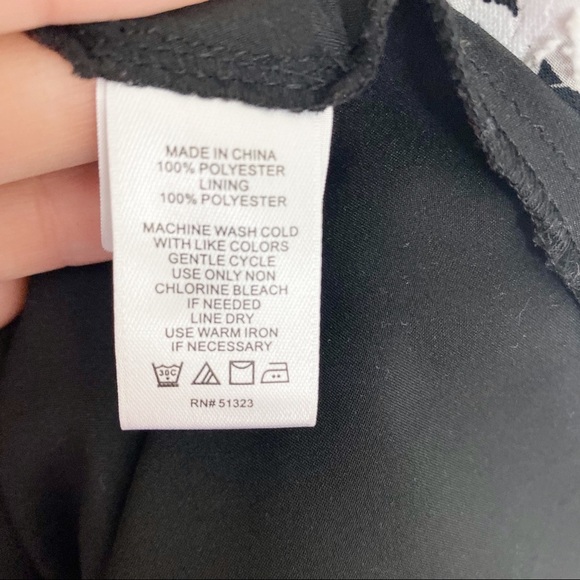 MADE IN CHINA
100% POLYESTER
LINING
100% POLYESTER
MACHINE WASH COLD
WITH LIKE COLORS
GENTLE CYCLE
USE ONLY NON
CHLORINE BLEACH
IF NEEDED
LINE DRY
USE WARM IRON
IF NECESSARY
30C
RN# 51323